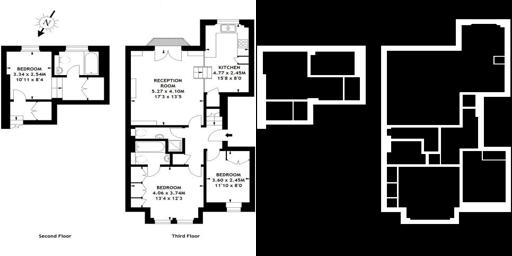 N
BEDROOM
3.34 x 2.54M
10'11 x 8'4
RECEPTION
ROOM
5.27 x 4.10M
17'3 x 13'5
KITCHEN
4.77 x 2.45M
15'8 x 8'0
BEDROOM
4.06 x 3.74M
13'4 x 12'3
BEDROOM
3.60 x 2.45M
11'10 x 8'0
Second Floor
Third Floor